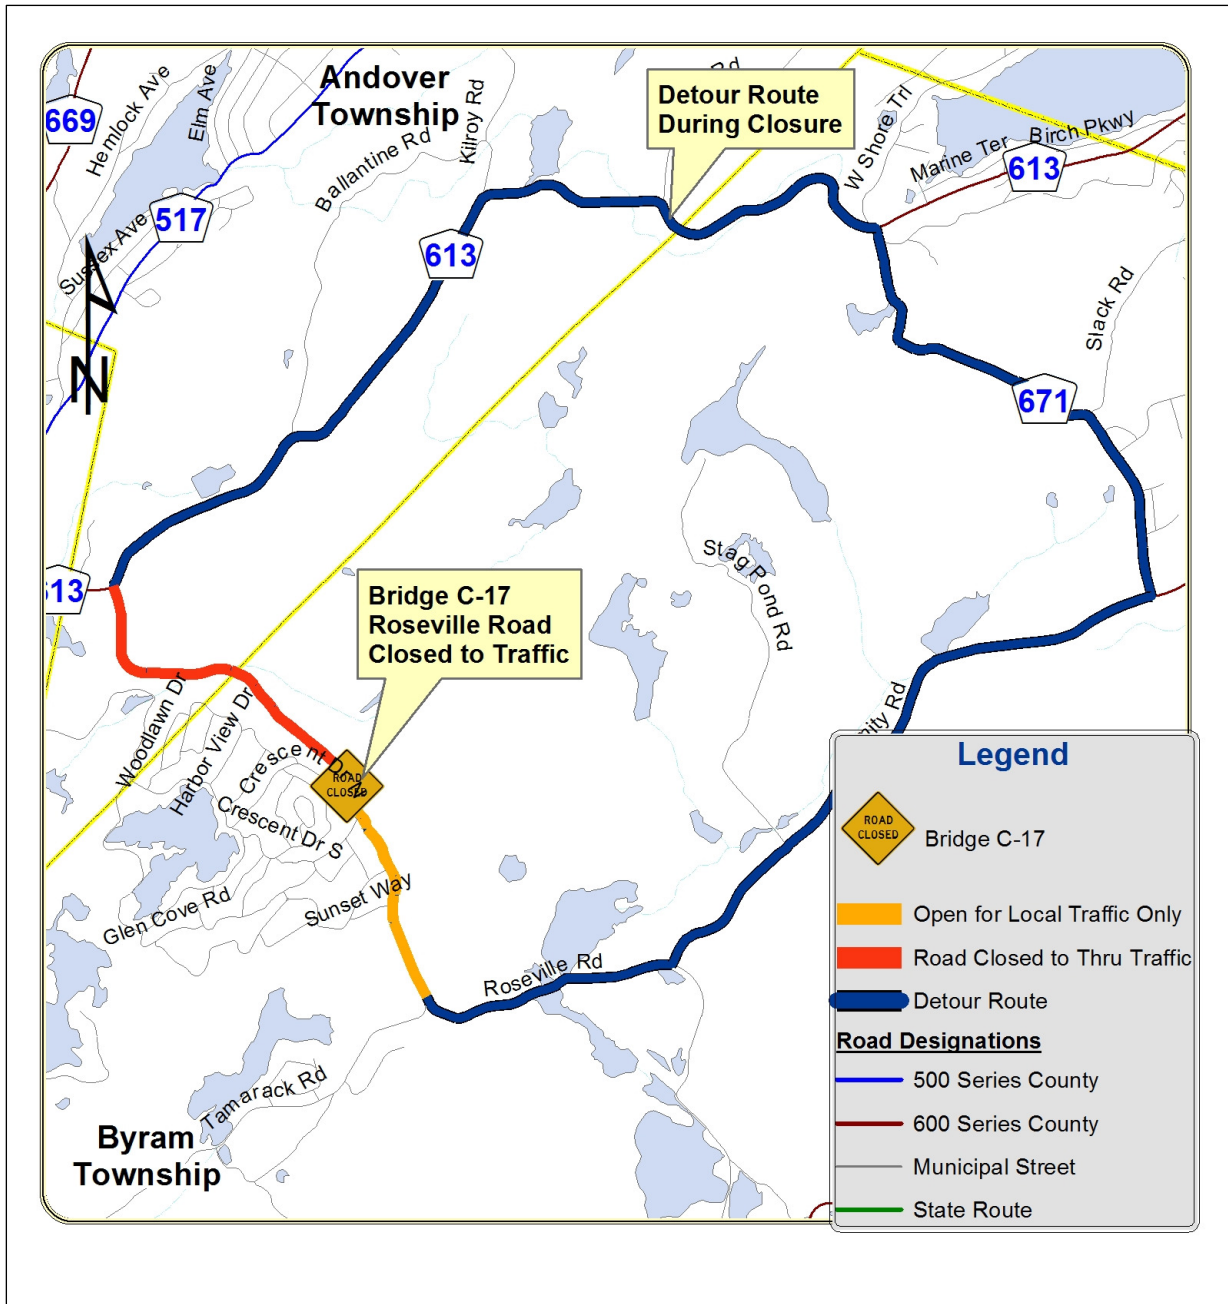 Andover
Township
669
Hemlock Ave
Elm Ave
517
Sussex Ave
Ballantine Rd
Kilroy Rd
Rd
Detour Route
During Closure
W Shore Trl
Marine Ter
Birch Pkwy
613
613
Slack Rd
671
N
Stag Pond Rd
Bridge C-17
Roseville Road
Closed to Traffic
Woodlawn Dr
Harbor View Dr
Crescent Dr N
ROAD
CLOSED
Crescent Dr S
Glen Cove Rd
Sunset Way
Roseville Rd
Tamarack Rd
Byram
Township
Legend
ROAD
CLOSED
Bridge C-17
Open for Local Traffic Only
Road Closed to Thru Traffic
Detour Route
Road Designations
500 Series County
600 Series County
Municipal Street
State Route